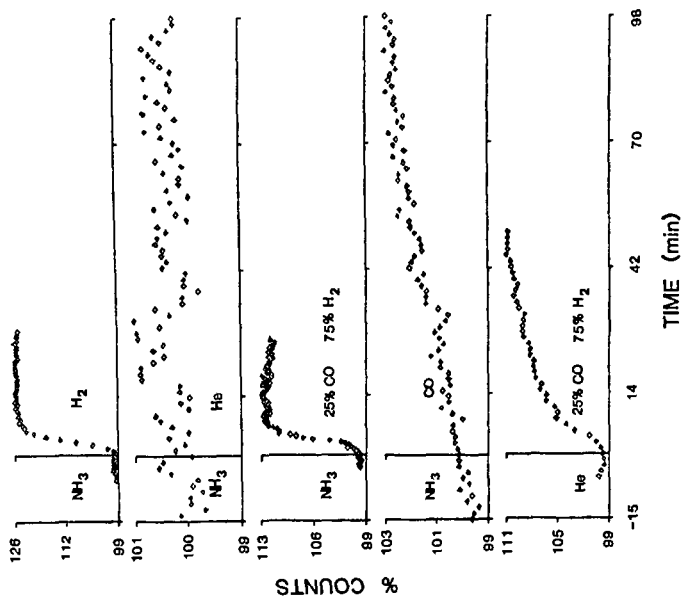 % COUNTS
126
112
99
NH3
H2
101
100
99
NH3
He
113
106
99
NH3
25% CO 75% H2
103
101
99
NH3
CO
111
105
99
He
25% CO 75% H2
-15
14
42
70
98
TIME (min)